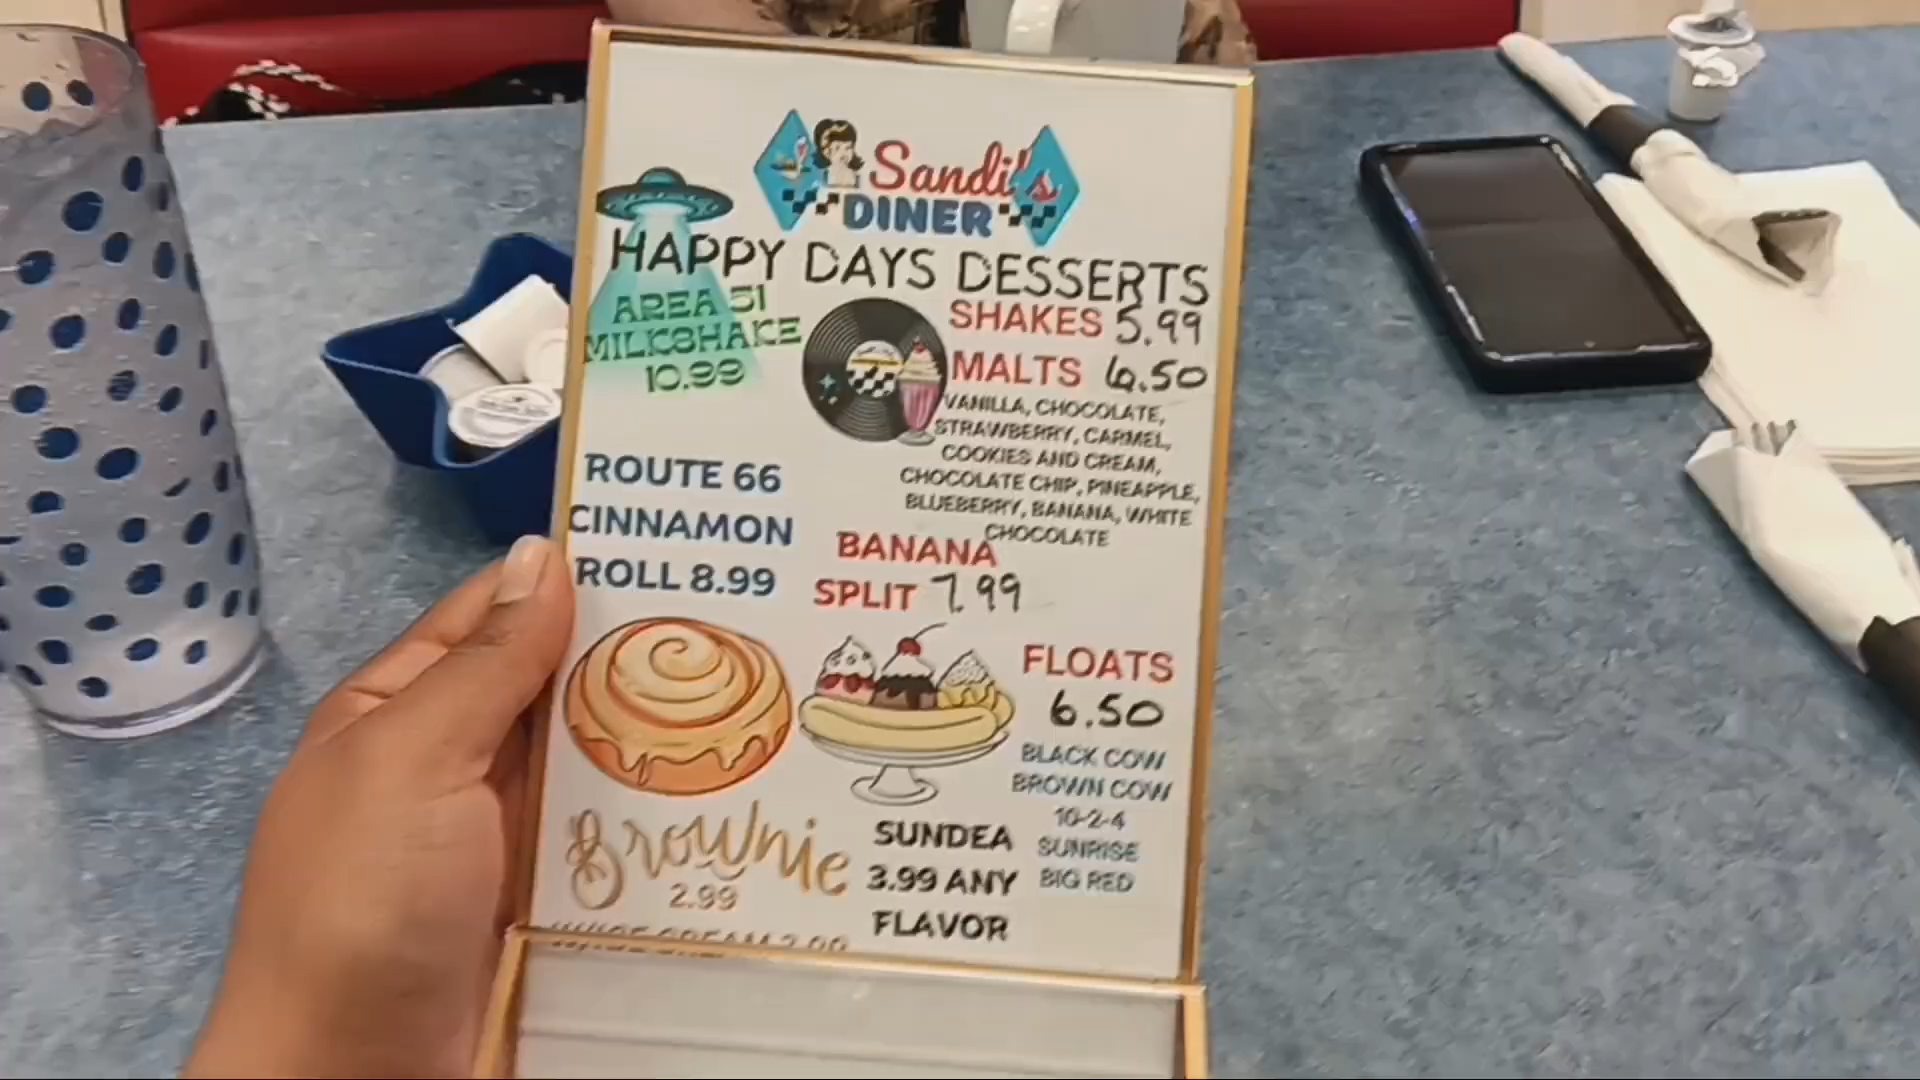 Sandi's
DINER
HAPPY DAYS DESSERTS
AREA 51
MILKSHAKE
10.99
SHAKES 5.99
MALTS 6.50
VANILLA, CHOCOLATE,
STRAWBERRY, CARMEL,
COOKIES AND CREAM,
CHOCOLATE CHIP, PINEAPPLE,
BLUEBERRY, BANANA, WHITE
CHOCOLATE
ROUTE 66
CINNAMON
ROLL 8.99
BANANA
SPLIT 7.99
FLOATS
6.50
BLACK COW
BROWN COW
10-2-4
SUNRISE
BIG RED
Brownie
2.99
SUNDEA
3.99 ANY
FLAVOR